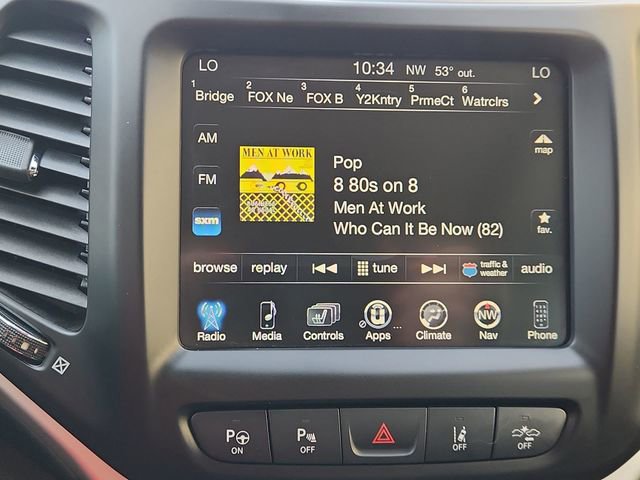 LO 10:34 NW 53° out. LO
1 Bridge 2 FOX Ne 3 FOX B 4 Y2Kntry 5 PrmeCt 6 Watrclrs
AM
FM
sxm
MEN AT WORK
Pop
8 80s on 8
Men At Work
Who Can It Be Now (82)
map
fav.
browse replay tune traffic & weather audio
Radio Media Controls Apps ... Climate NW Nav Phone
P ON P OFF OFF OFF